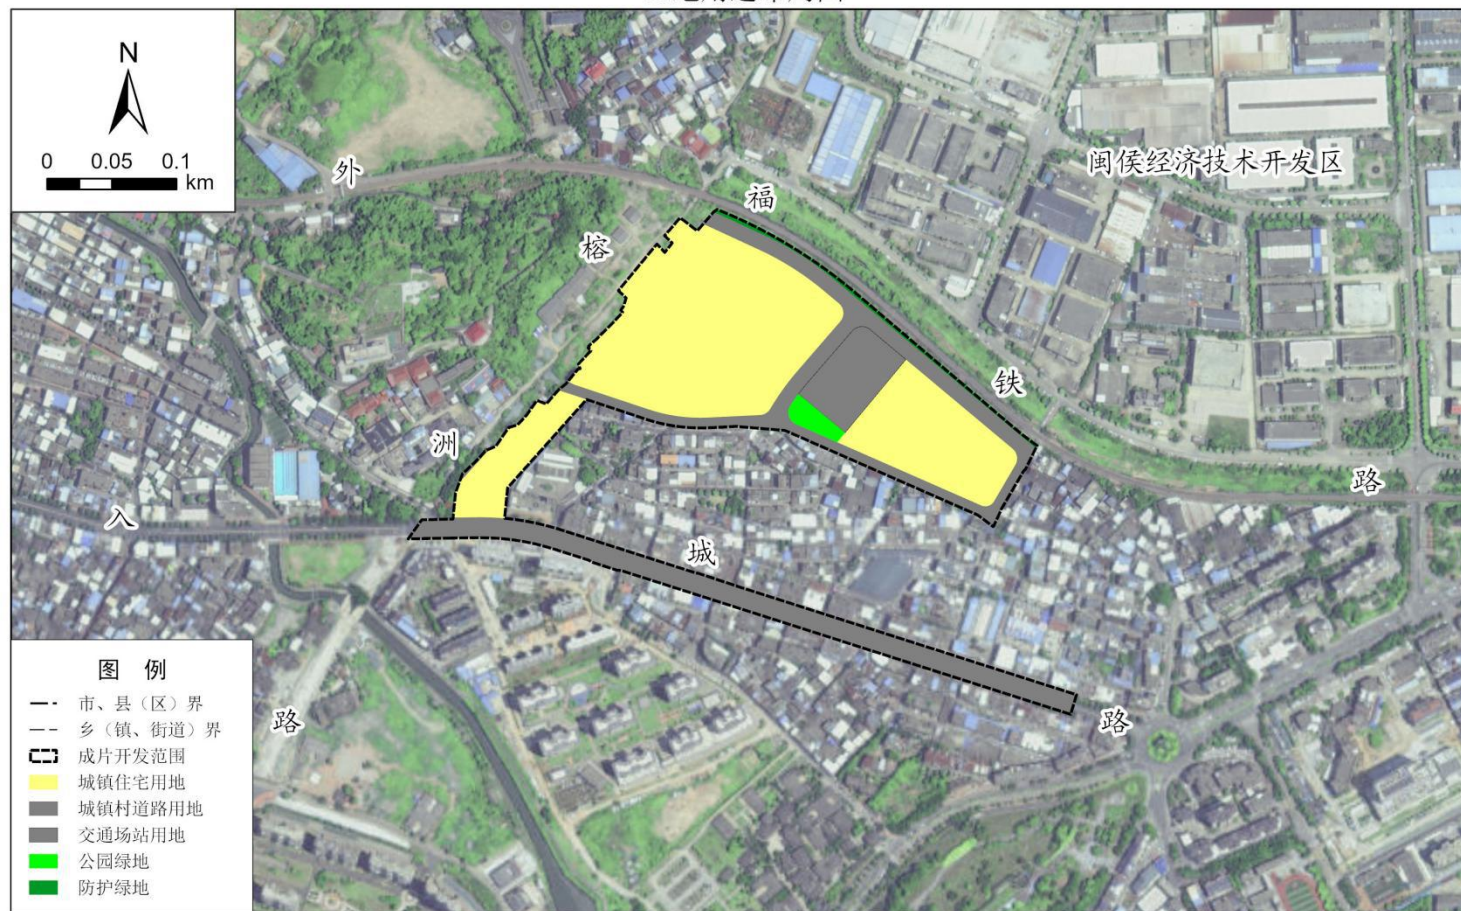 N
0 0.05 0.1
km
外
福
榕
闽侯经济技术开发区
铁
洲
路
入
城
路
路
图 例
市、县（区）界
乡（镇、街道）界
成片开发范围
城镇住宅用地
城镇村道路用地
交通场站用地
公园绿地
防护绿地